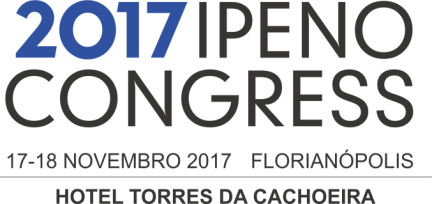 2017 IPENO
CONGRESS
17-18 NOVEMBRO 2017 FLORIANÓPOLIS
HOTEL TORRES DA CACHOEIRA